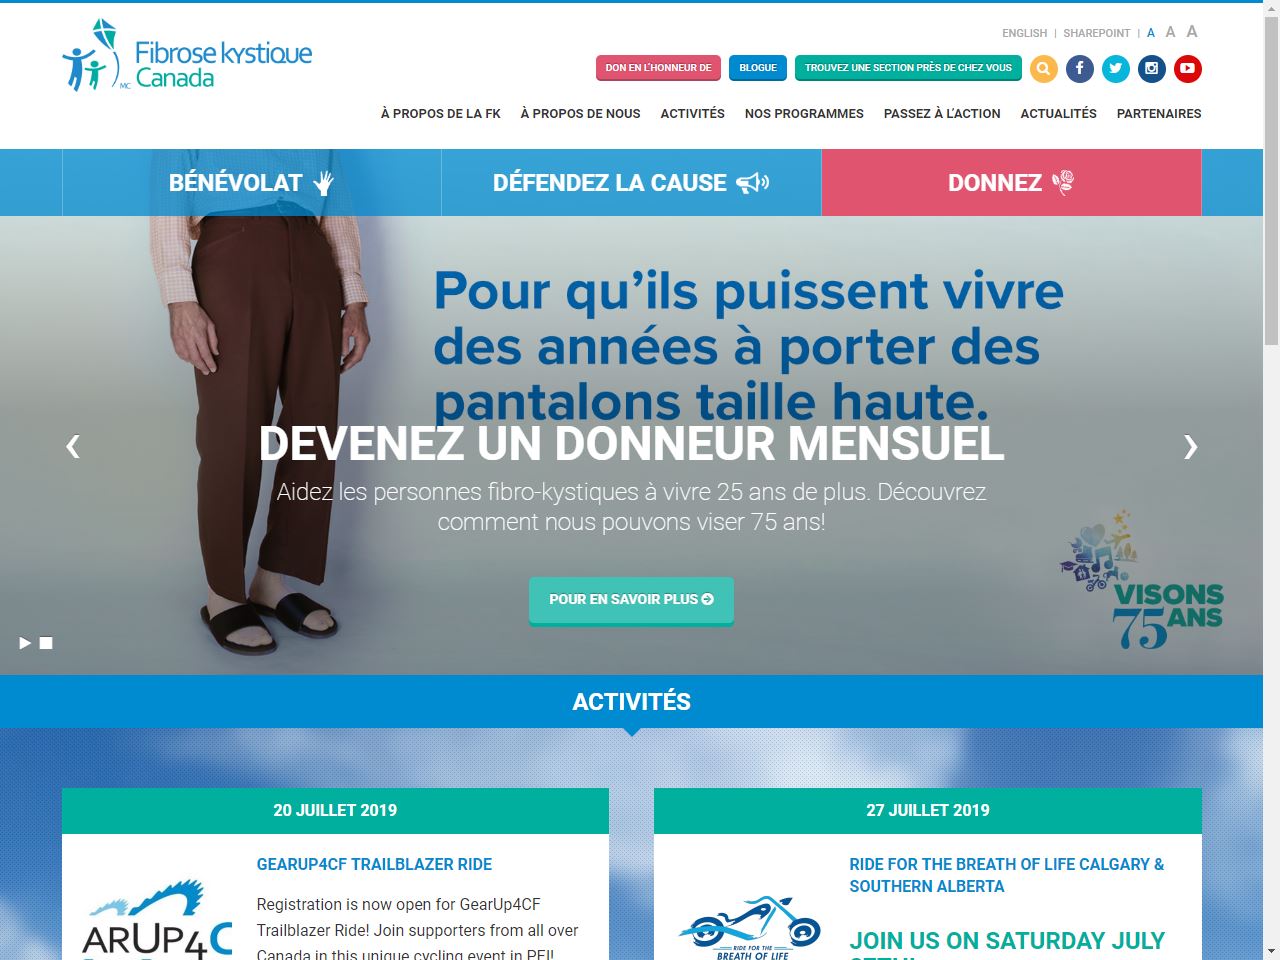 Fibrose kystique
Canada
MC
ENGLISH | SHAREPOINT | A A A
DON EN L'HONNEUR DE
BLOGUE
TROUVEZ UNE SECTION PRÈS DE CHEZ VOUS
À PROPOS DE LA FK
À PROPOS DE NOUS
ACTIVITÉS
NOS PROGRAMMES
PASSEZ À L'ACTION
ACTUALITÉS
PARTENAIRES
BÉNÉVOLAT
DÉFENDEZ LA CAUSE
DONNEZ
Pour qu'ils puissent vivre
des années à porter des
pantalons taille haute.
DEVENEZ UN DONNEUR MENSUEL
Aidez les personnes fibro-kystiques à vivre 25 ans de plus. Découvrez
comment nous pouvons viser 75 ans!
POUR EN SAVOIR PLUS
VISONS
75 ANS
ACTIVITÉS
20 JUILLET 2019
ARUP4C
GEARUP4CF TRAILBLAZER RIDE
Registration is now open for GearUp4CF
Trailblazer Ride! Join supporters from all over
Canada in this unique cycling event in PEI!
27 JUILLET 2019
RIDE FOR THE
BREATH OF LIFE
RIDE FOR THE BREATH OF LIFE CALGARY &
SOUTHERN ALBERTA
JOIN US ON SATURDAY JULY